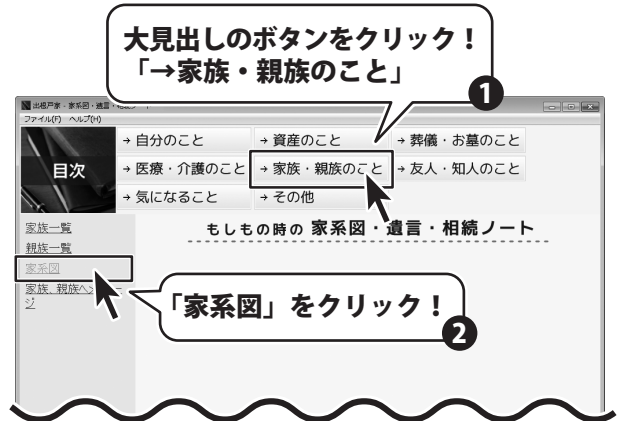 大見出しのボタンをクリック！
「→家族・親族のこと」
1
出根戸家 - 家系図・遺言・
ファイル(F) ヘルプ(H)
目次
→ 自分のこと → 資産のこと → 葬儀・お墓のこと
→ 医療・介護のこと → 家族・親族のこと → 友人・知人のこと
→ 気になること → その他
もしもの時の 家系図・遺言・相続ノート
家族一覧
親族一覧
家系図
家族、親族へ
ジ
「家系図」をクリック！
2